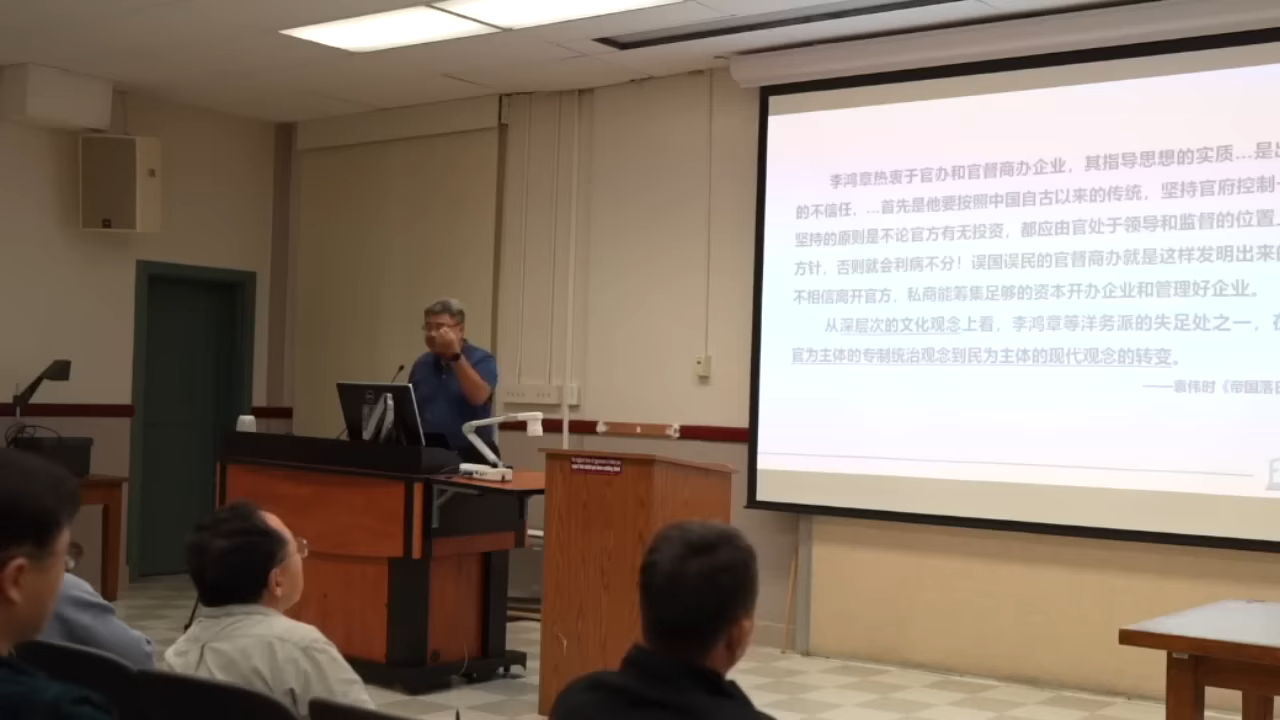 李鸿章热衷于官办和官督商办企业，其指导思想的实质…是出
的不信任，…首先是他要按照中国自古以来的传统，坚持官府控制
坚持的原则是不论官方有无投资，都应由官处于领导和监督的位置
方针，否则就会利病不分！误国误民的官督商办就是这样发明出来的
不相信离开官方，私商能筹集足够的资本开办企业和管理好企业。
从深层次的文化观念上看，李鸿章等洋务派的失足处之一，在
官为主体的专制统治观念到民为主体的现代观念的转变。
——袁伟时《帝国落日